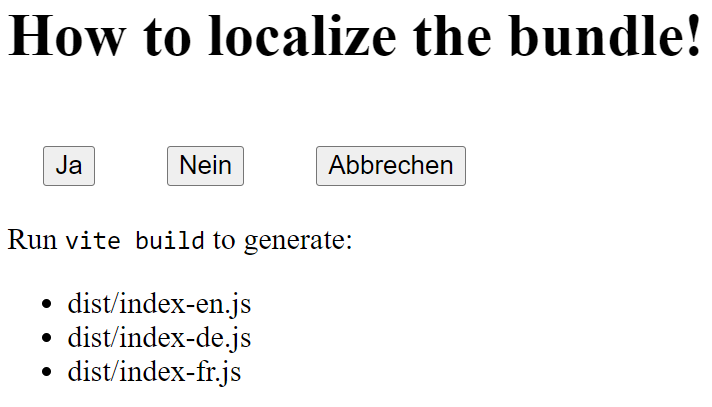 How to localize the bundle!
Ja Nein Abbrechen
Run vite build to generate:
• dist/index-en.js
• dist/index-de.js
• dist/index-fr.js